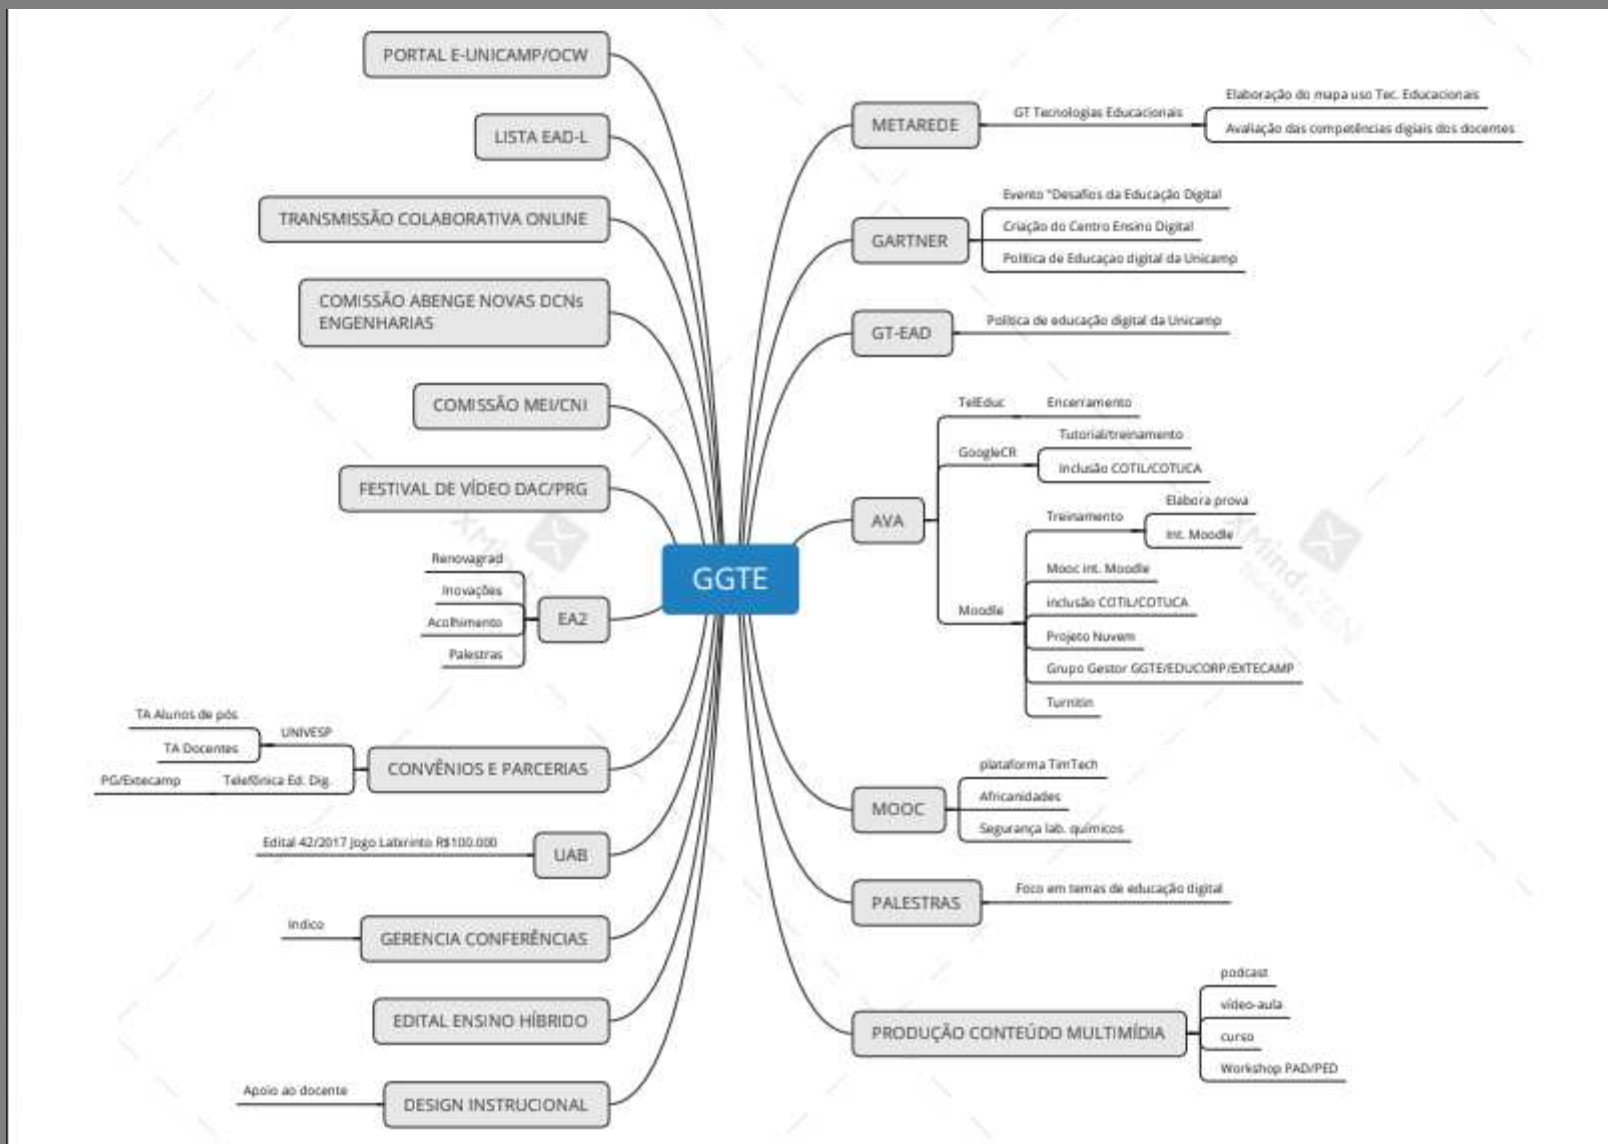 PORTAL E-UNICAMP/OCW
LISTA EAD-L
TRANSMISSÃO COLABORATIVA ONLINE
COMISSÃO ABENGE NOVAS DCNs
ENGENHARIAS
COMISSÃO MEI/CNI
FESTIVAL DE VÍDEO DAC/PRG
Renovagrad
Inovações
Acolhimento
Palestras
EA2
TA Alunos de pós
TA Docentes
UNIVESP
PG/Extecamp
Telefônica Ed. Dig.
CONVÊNIOS E PARCERIAS
Edital 42/2017 Jogo Labirinto R$100.000
UAB
Indico
GERENCIA CONFERÊNCIAS
EDITAL ENSINO HÍBRIDO
Apoio ao docente
DESIGN INSTRUCIONAL
GGTE
METAREDE
GT Tecnologias Educacionais
Elaboração do mapa uso Tec. Educacionais
Avaliação das competências digiais dos docentes
GARTNER
Evento "Desafios da Educação Digital
Criação do Centro Ensino Digital
Política de Educaçao digital da Unicamp
GT-EAD
Política de educação digital da Unicamp
AVA
TelEduc
Encerramento
GoogleCR
Tutorial/treinamento
Inclusão COTIL/COTUCA
Moodle
Treinamento
Elabora prova
Int. Moodle
Mooc int. Moodle
inclusão COTIL/COTUCA
Projeto Nuvem
Grupo Gestor GGTE/EDUCORP/EXTECAMP
Turnitin
MOOC
plataforma TimTech
Africanidades
Segurança lab. químicos
PALESTRAS
Foco em temas de educação digital
PRODUÇÃO CONTEÚDO MULTIMÍDIA
podcast
vídeo-aula
curso
Workshop PAD/PED
XMind: ZEN